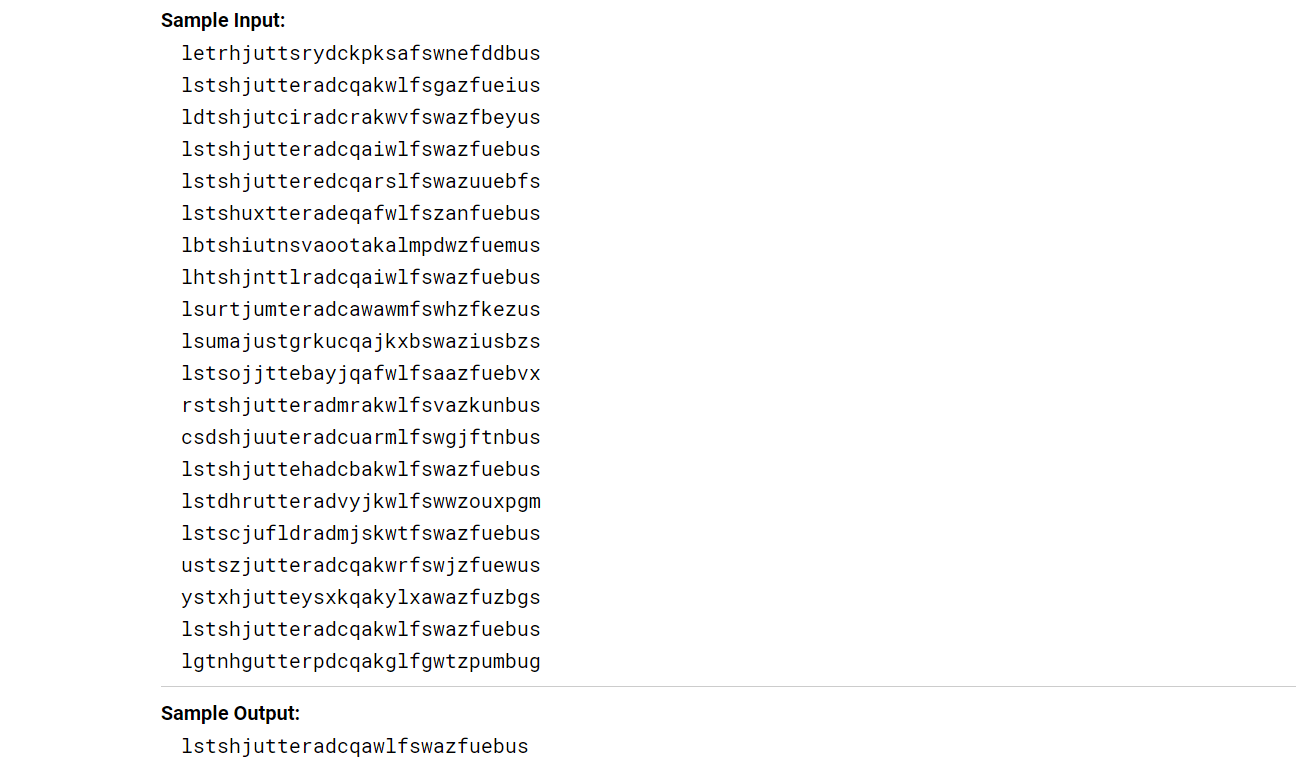 Sample Input:
letrhjuttsrydckpksafswnefddbus
lstshjutteradcqakwlfsgazfueius
ldtshjutciradcrakwvfswazfbeyus
lstshjutteradcqaiwlfswazfuebus
lstshjutteredcqarslfswazuuebfs
lstshuxtteradeqafwlfszanfuebus
lbtshiutnsvaootakalmpdwzfuemus
lhtshjnttlradcqaiwlfswazfuebus
lsurtjumteradcawawmfswhzfkezus
lsumajustgrkucqajkxbswaziusbzs
lstsojjttebayjqafwlfsaazfuebvx
rstshjutteradmrakwlfsvazkunbus
csdshjuuteradcuarmlfswgjftnbus
lstshjuttehadcbakwlfswazfuebus
lstdhrutteradvyjkwlfswwzouxpgm
lstscjufldradmjskwtfswazfuebus
ustszjutteradcqakwrfswjzfuewus
ystxhjutteysxkqakylxawazfuzbgs
lstshjutteradcqakwlfswazfuebus
lgtnhgutterpdcqakglfgwtzpumbug
Sample Output:
lstshjutteradcqawlfswazfuebus